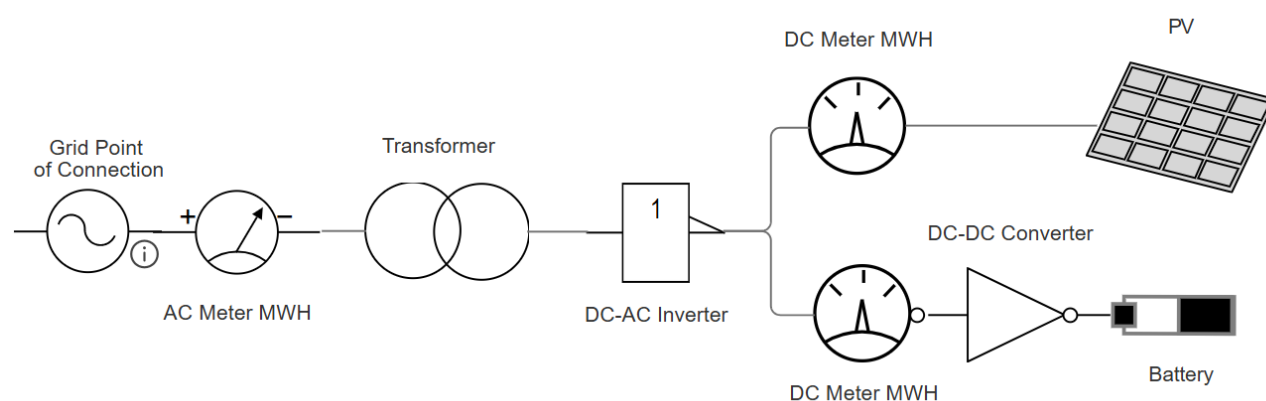 PV
DC Meter MWH
Grid Point
of Connection
Transformer
1
DC-DC Converter
+
−
i
AC Meter MWH
DC-AC Inverter
DC Meter MWH
Battery